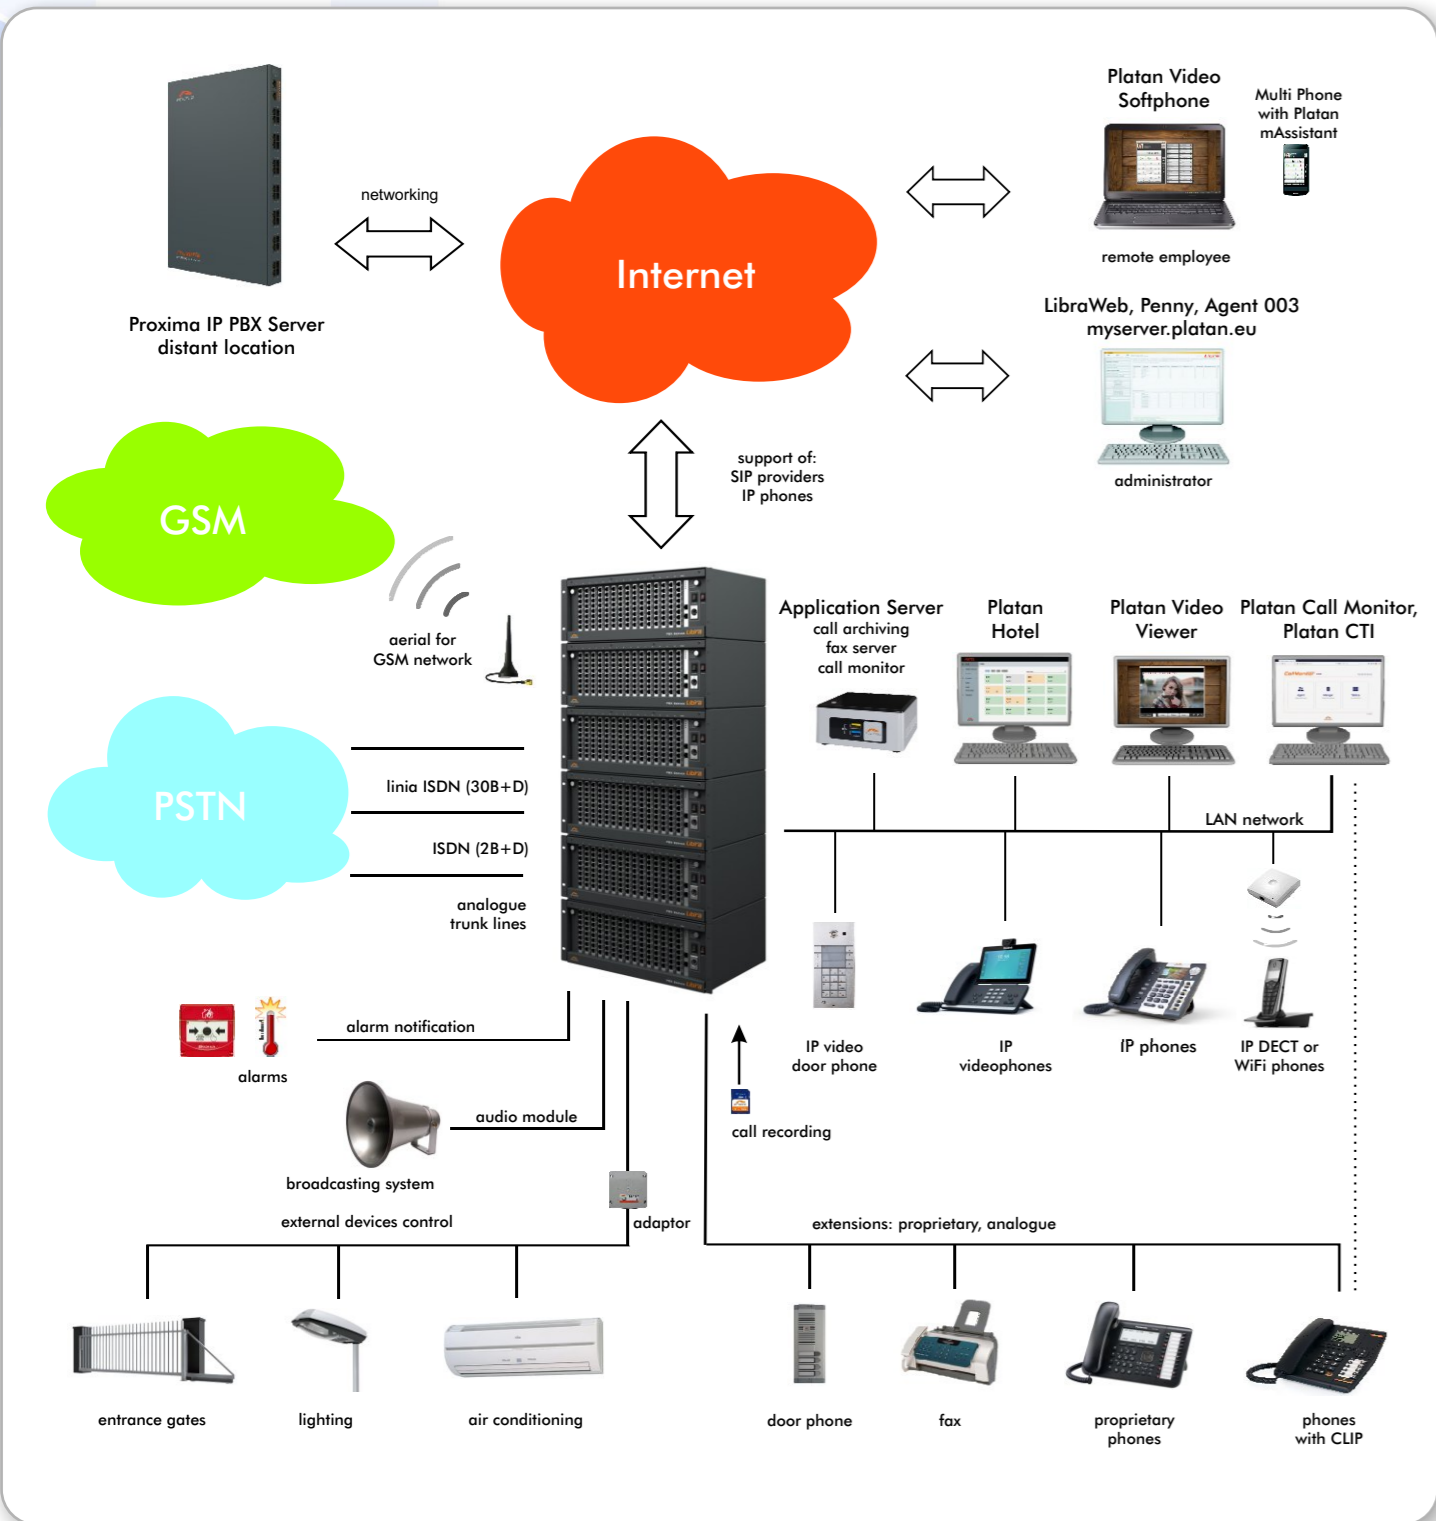 Platan Video
Softphone
Multi Phone
with Platan
mAssistant
networking
Internet
remote employee
Proxima IP PBX Server
distant location
LibraWeb, Penny, Agent 003
myserver.platan.eu
administrator
GSM
support of:
SIP providers
IP phones
aerial for
GSM network
Application Server
call archiving
fax server
call monitor
Platan
Hotel
Platan Video
Viewer
Platan Call Monitor,
Platan CTI
PSTN
linia ISDN (30B+D)
ISDN (2B+D)
analogue
trunk lines
LAN network
alarm notification
alarms
IP video
door phone
IP
videophones
IP phones
IP DECT or
WiFi phones
audio module
call recording
broadcasting system
external devices control
adaptor
extensions: proprietary, analogue
entrance gates
lighting
air conditioning
door phone
fax
proprietary
phones
phones
with CLIP